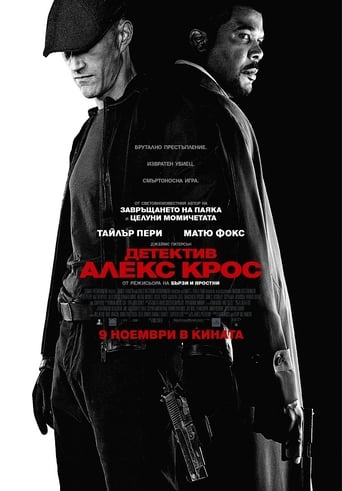 БРУТАЛНО ПРЕСТЪПЛЕНИЕ.
ИЗВРАТЕН УБИЕЦ.
СМЪРТОНОСНА ИГРА.
ОТ СВЕТОВНОИЗВЕСТНИЯ АВТОР НА
ЗАВРЪЩАНЕТО НА ПАЯКА
И ЦЕЛУНИ МОМИЧЕТАТА
ТАЙЛЪР ПЕРИ МАТЮ ФОКС
ДЖЕЙМС ПАТЕРСЪН
ДЕТЕКТИВ
АЛЕКС КРОС
ОТ РЕЖИСЬОРА НА БЪРЗИ И ЯРОСТНИ
9 НОЕМВРИ В КИНАТА